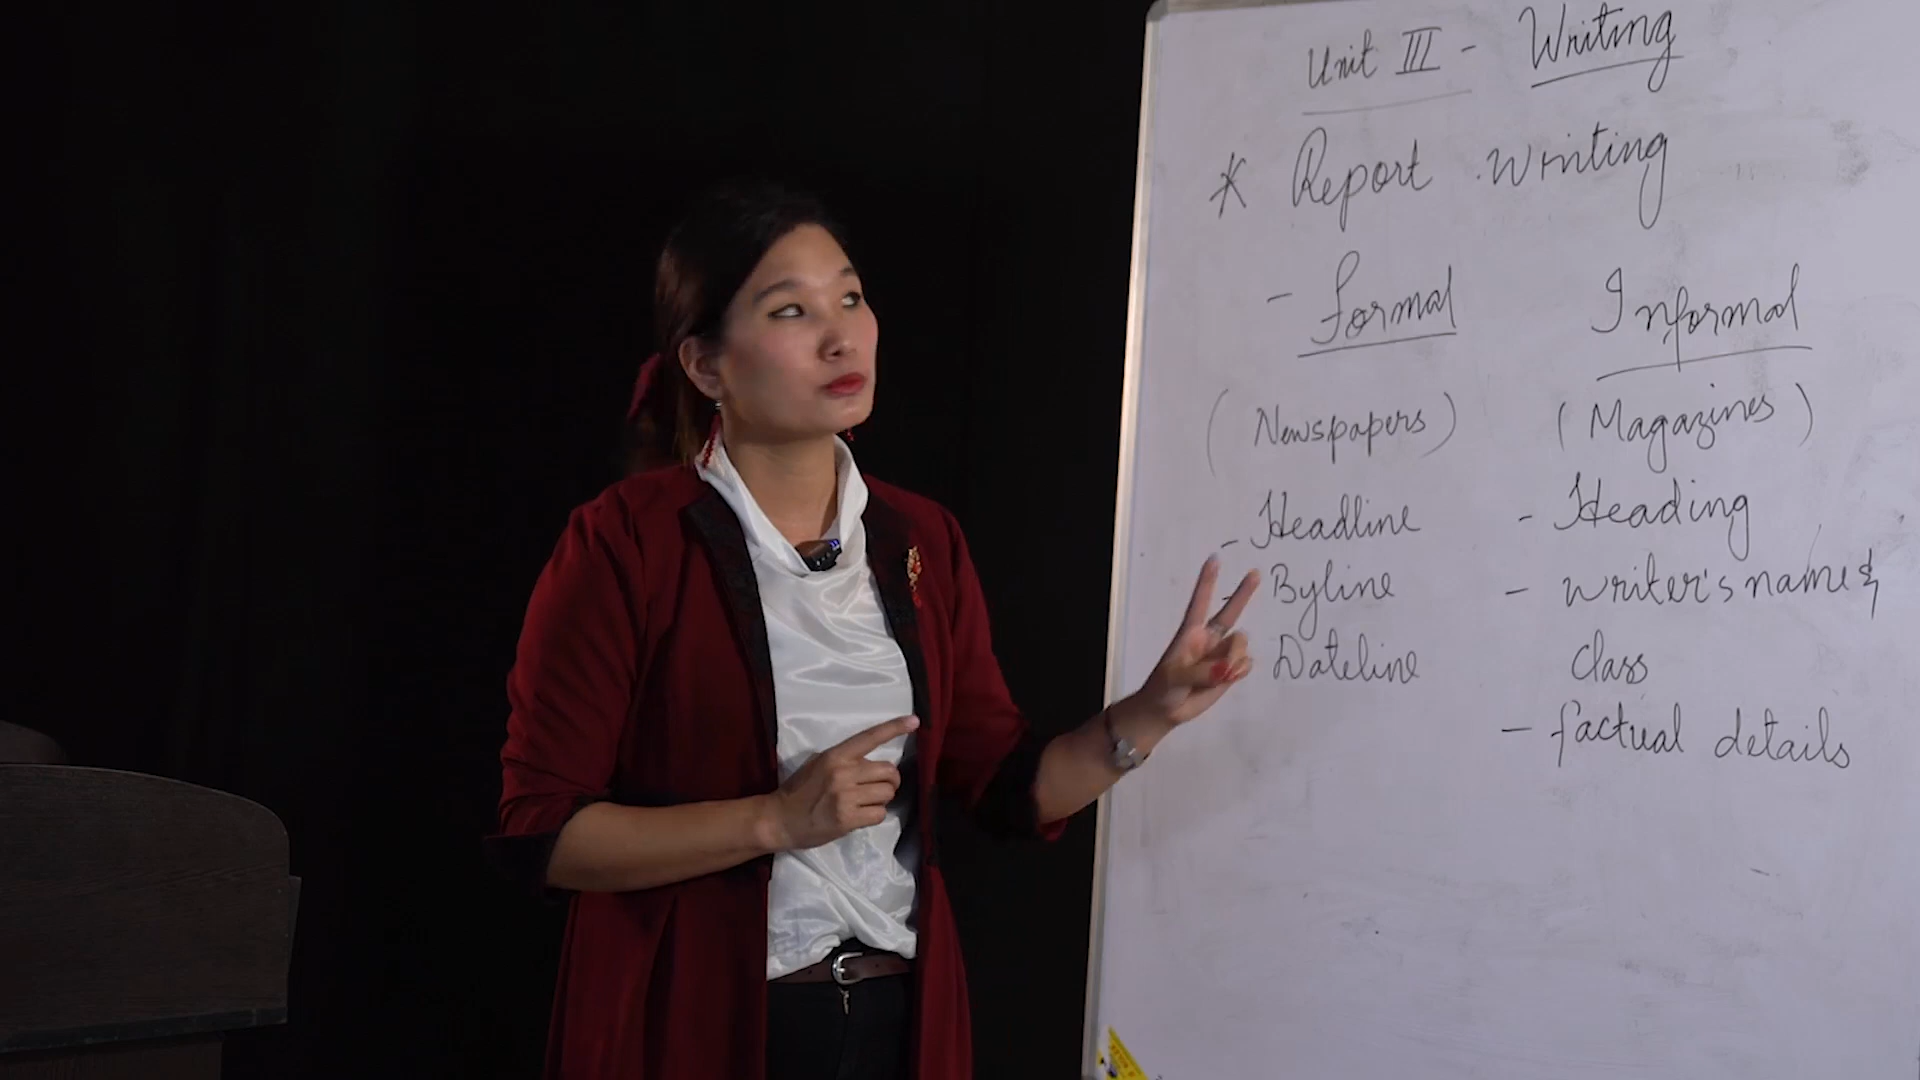 Unit III - Writing
* Report writing
- Formal Informal
(Newspapers) (Magazines)
- Headline - Heading
- Byline - writer's name &
Dateline class
- factual details